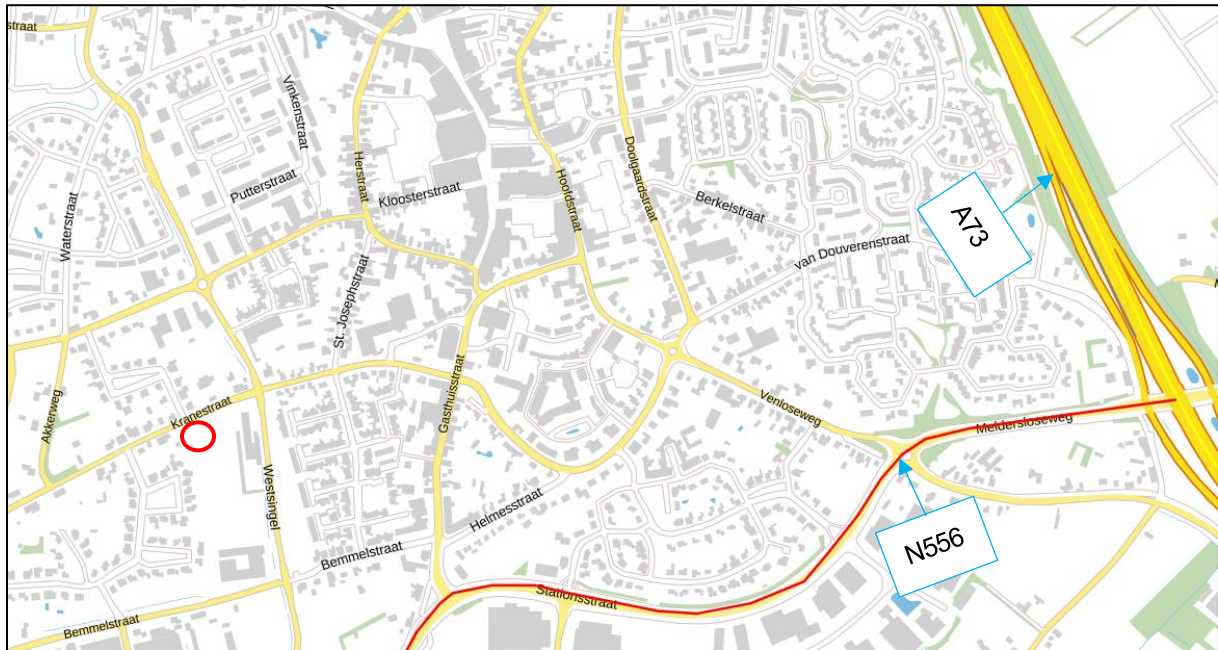 straat
Vinkenstraat
Herstraat
Putterstraat
Kloosterstraat
Waterstraat
Hoofdstraat
Doolgaardstraat
Berkelstraat
van Douverenstraat
A73
St. Josephstraat
Akkerweg
Kranestraat
Gasthuisstraat
Venloseweg
Meldersloseweg
Westsingel
Helmesstraat
N556
Bemmelstraat
Stationsstraat
Bemmelstraat